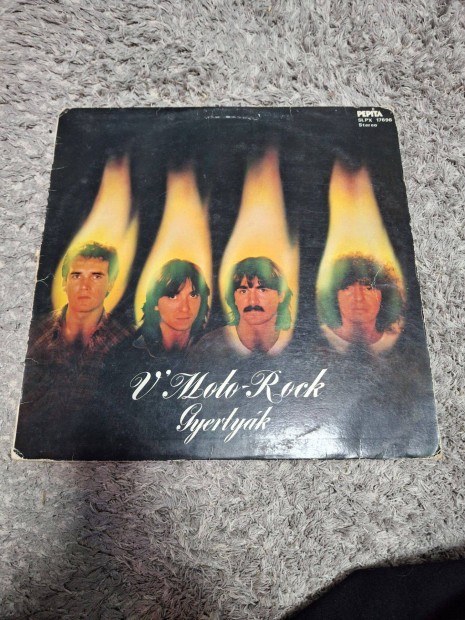 PEPITA
SLPX 17698
Stereo
V'Moto-Rock
Gyertyák